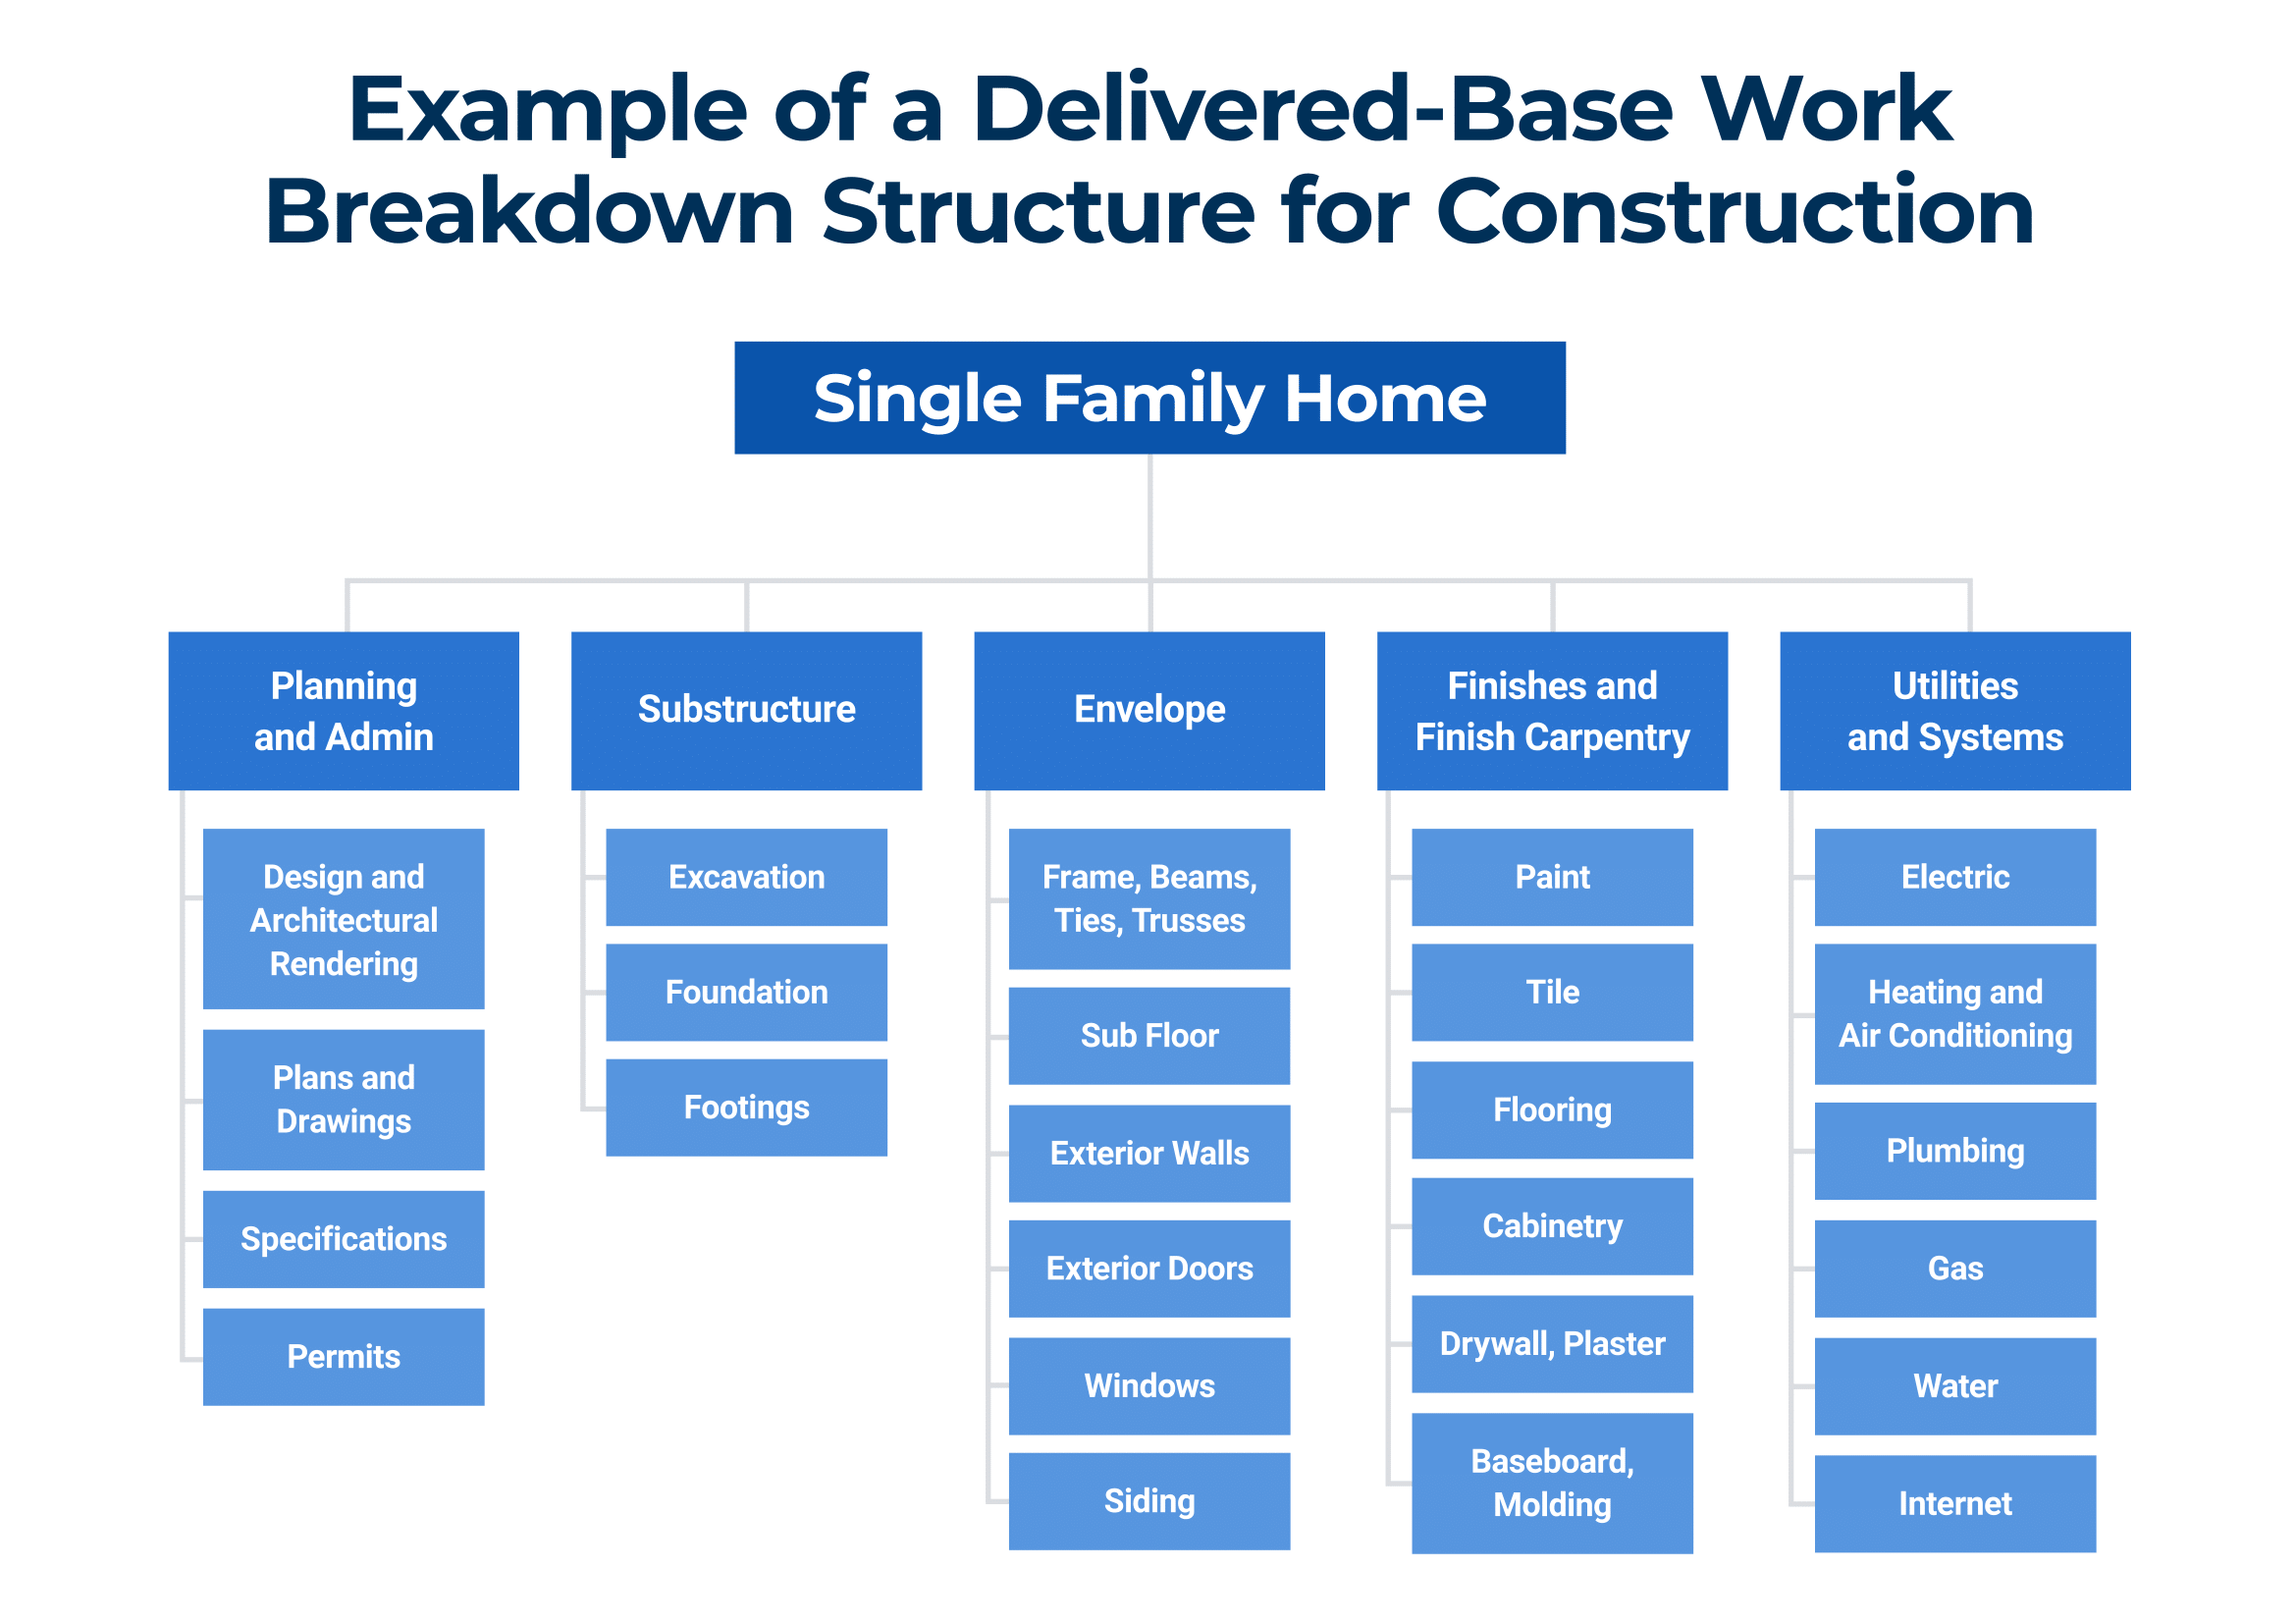 Example of a Delivered-Base Work
Breakdown Structure for Construction
Single Family Home
Planning
and Admin
Design and
Architectural
Rendering
Plans and
Drawings
Specifications
Permits
Substructure
Excavation
Foundation
Footings
Envelope
Frame, Beams,
Ties, Trusses
Sub Floor
Exterior Walls
Exterior Doors
Windows
Siding
Finishes and
Finish Carpentry
Paint
Tile
Flooring
Cabinetry
Drywall, Plaster
Baseboard,
Molding
Utilities
and Systems
Electric
Heating and
Air Conditioning
Plumbing
Gas
Water
Internet